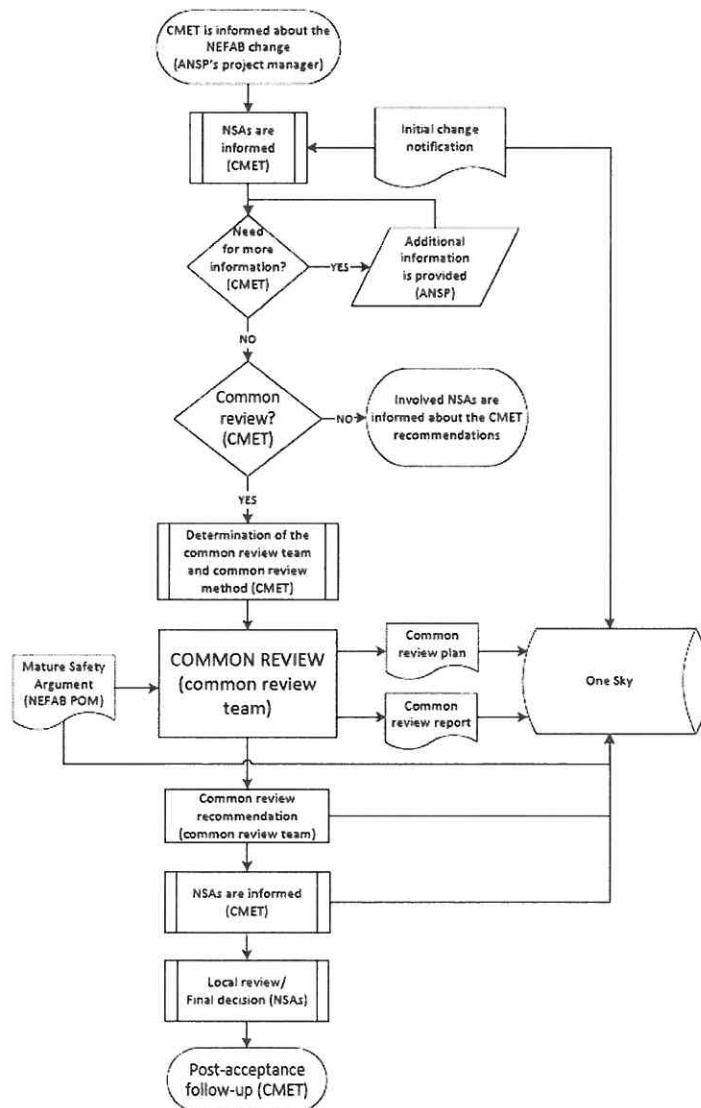 CMET is informed about the
NEFAB change
(ANSP's project manager)
NSAs are
informed
(CMET)
Initial change
notification
Need
for more
information?
(CMET)
YES
Additional
information
is provided
(ANSP)
NO
Common
review?
(CMET)
NO
Involved NSAs are
informed about the CMET
recommendations
YES
Determination of the
common review team
and common review
method (CMET)
Mature Safety
Argument
(NEFAB POM)
COMMON REVIEW
(common review
team)
Common
review plan
Common
review report
One Sky
Common review
recommendation
(common review team)
NSAs are informed
(CMET)
Local review/
Final decision (NSAs)
Post-acceptance
follow-up (CMET)